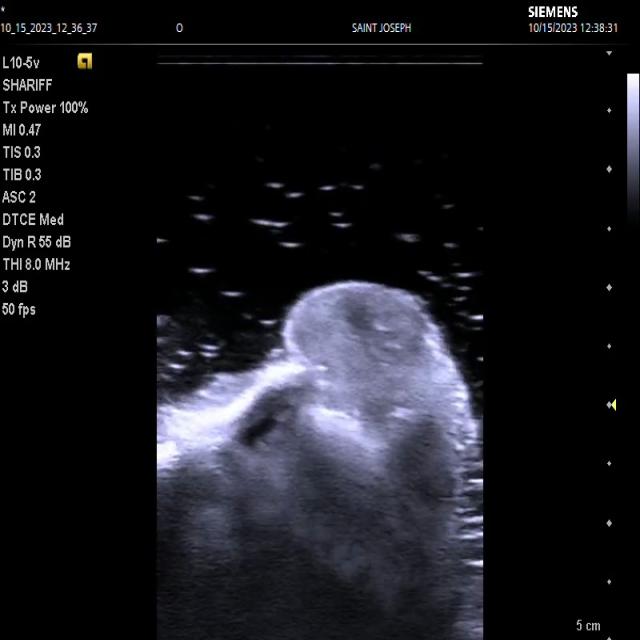 *
SIEMENS
10_15_2023_12_36_37
O
SAINT JOSEPH
10/15/2023 12:38:31
L10-5v
SHARIFF
Tx Power 100%
MI 0.47
TIS 0.3
TIB 0.3
ASC 2
DTCE Med
Dyn R 55 dB
THI 8.0 MHz
3 dB
50 fps
5 cm